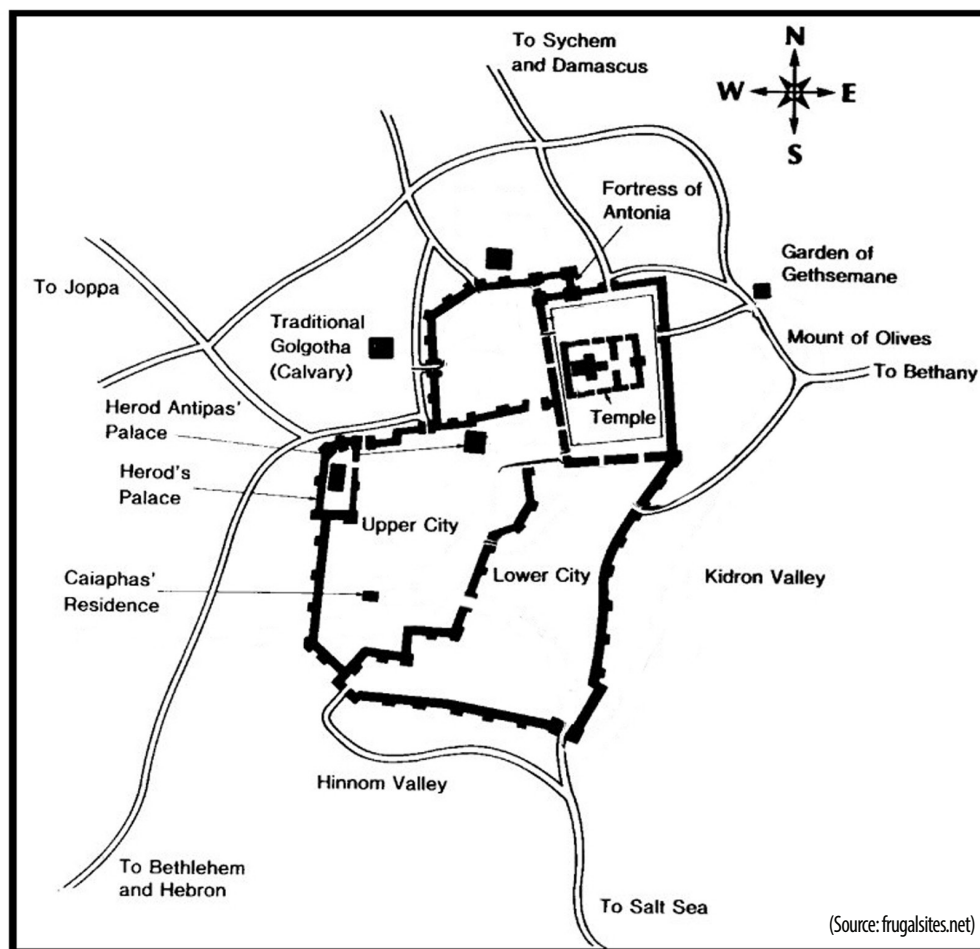 To Sychem
and Damascus
N
W
E
S
Fortress of
Antonia
Garden of
Gethsemane
To Joppa
Traditional
Golgotha
(Calvary)
Mount of Olives
To Bethany
Herod Antipas'
Palace
Temple
Herod's
Palace
Upper City
Caiaphas'
Residence
Lower City
Kidron Valley
Hinnom Valley
To Bethlehem
and Hebron
To Salt Sea
(Source: frugalsites.net)